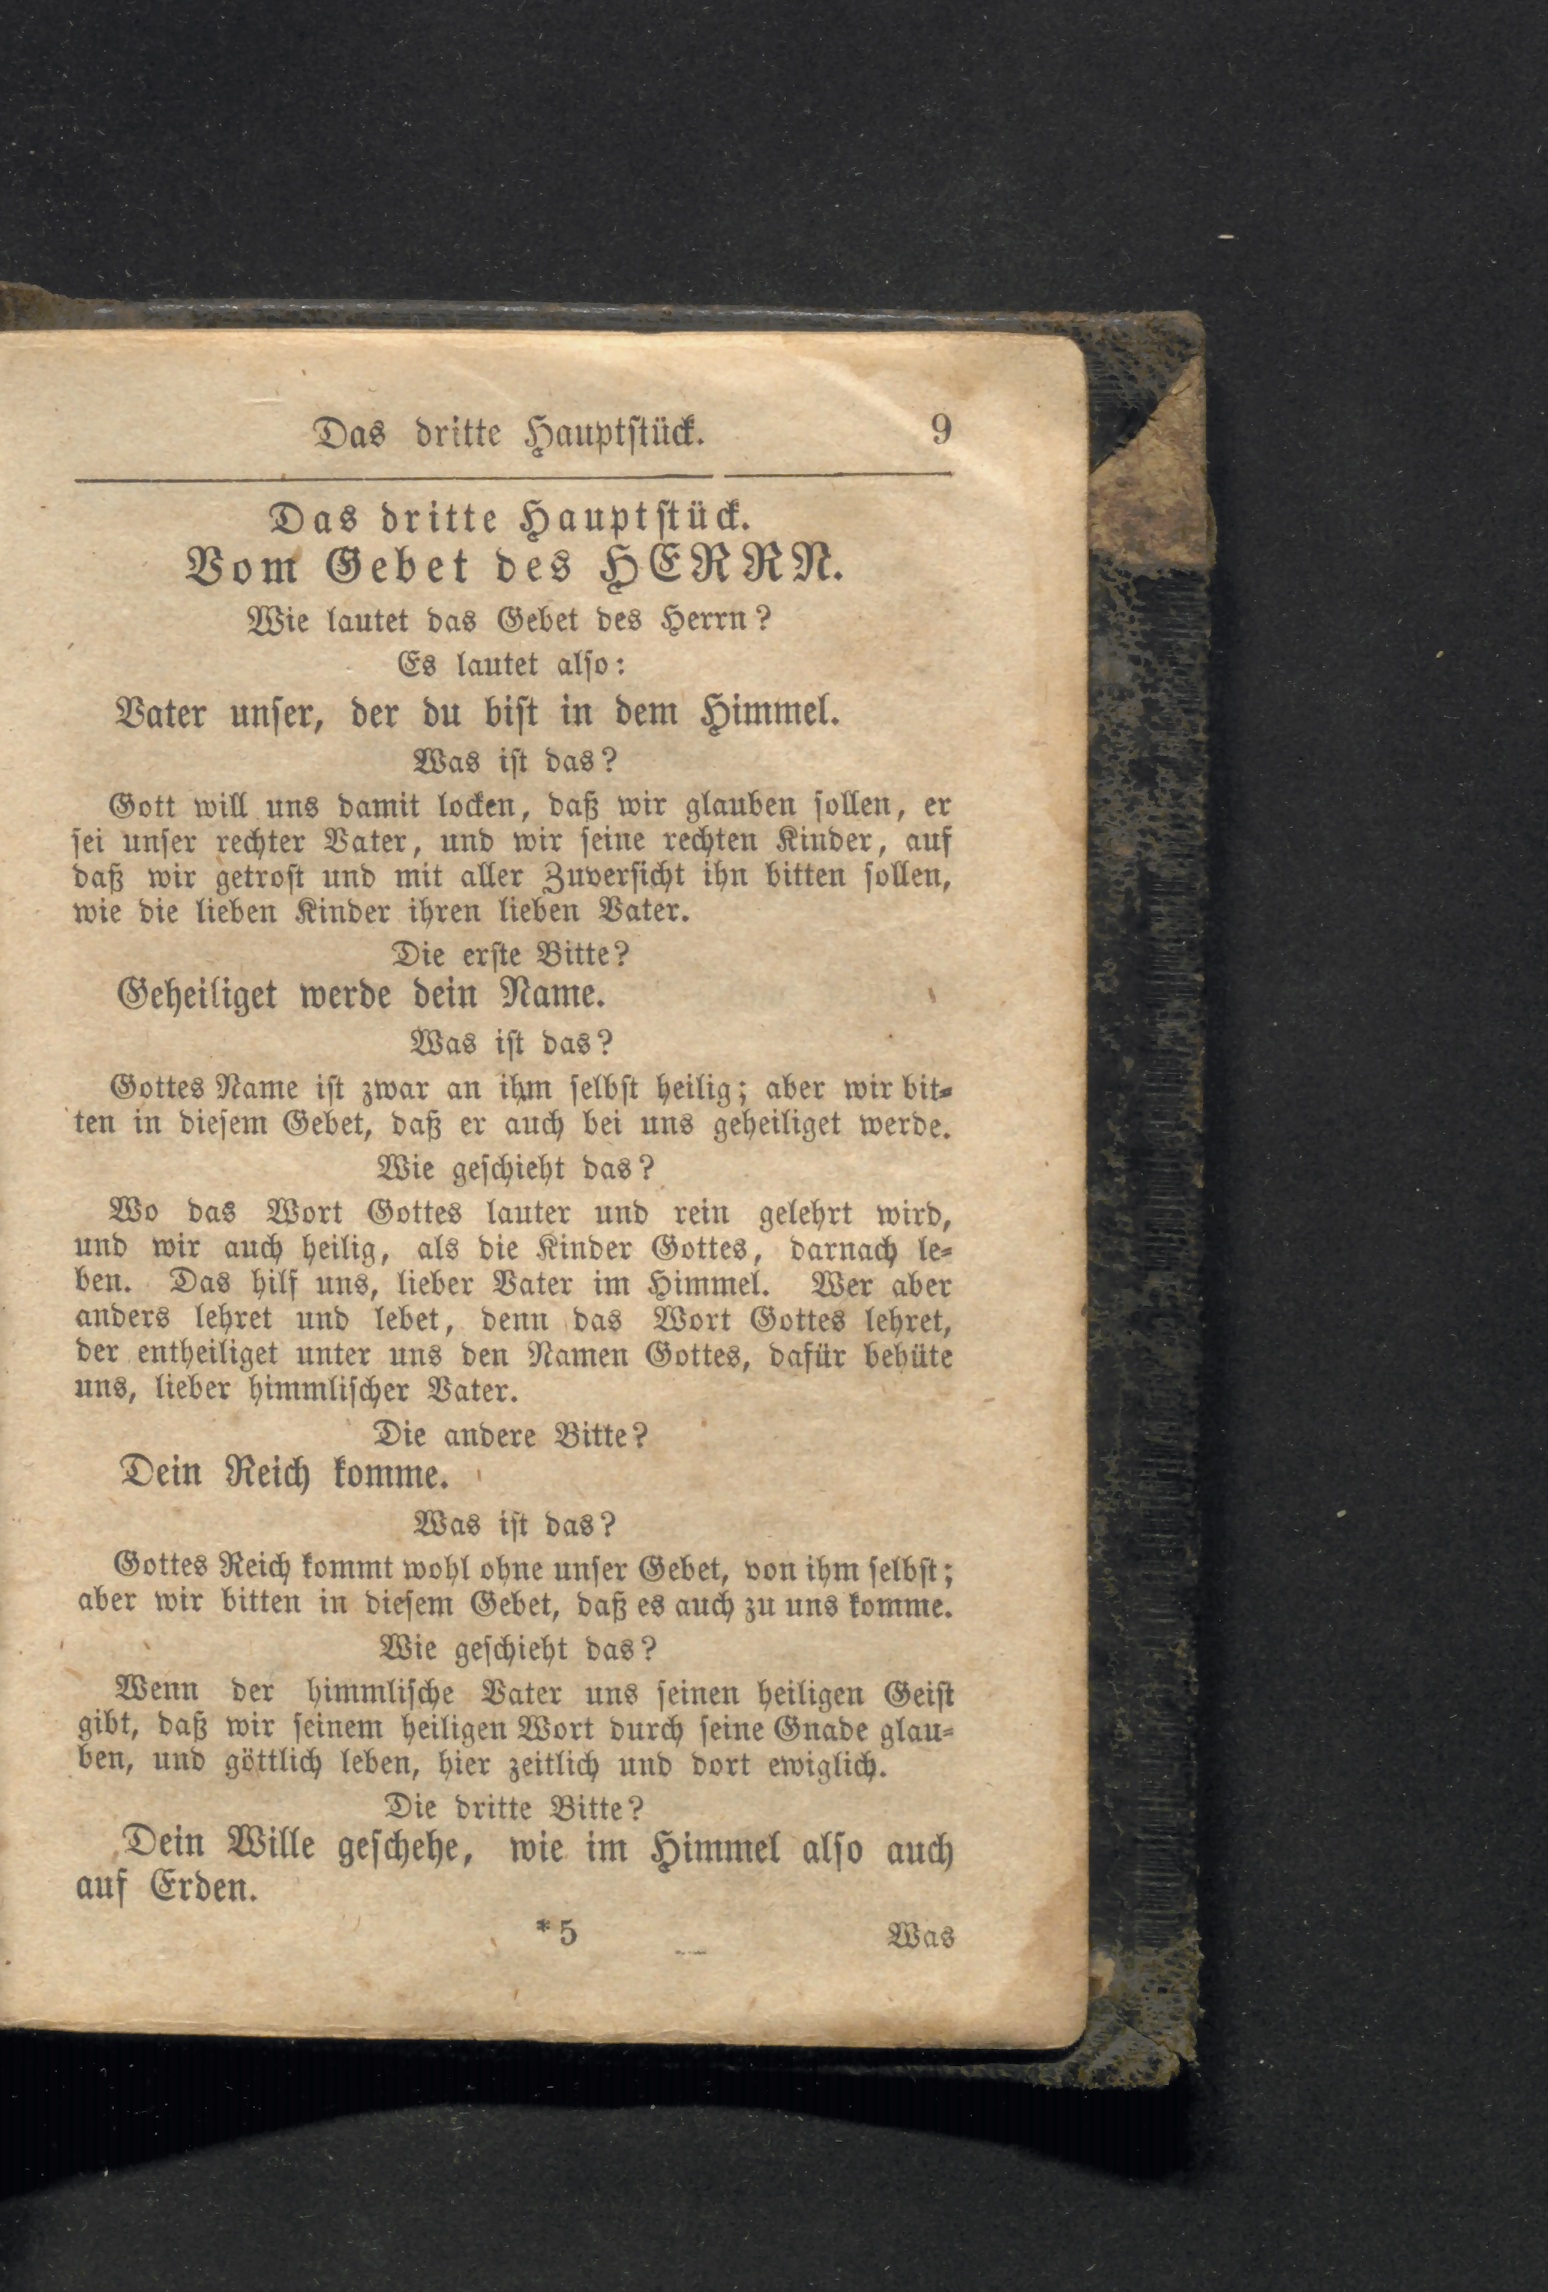 Das dritte Hauptstück. 9
Das dritte Hauptstück.
Vom Gebet des HERRN.
Wie lautet das Gebet des Herrn?
Es lautet also:
Vater unser, der du bist in dem Himmel.
Was ist das?
Gott will uns damit locken, daß wir glauben sollen, er
sei unser rechter Vater, und wir seine rechten Kinder, auf
daß wir getrost und mit aller Zuversicht ihn bitten sollen,
wie die lieben Kinder ihren lieben Vater.
Die erste Bitte?
Geheiliget werde dein Name.
Was ist das?
Gottes Name ist zwar an ihm selbst heilig; aber wir bit-
ten in diesem Gebet, daß er auch bei uns geheiliget werde.
Wie geschieht das?
Wo das Wort Gottes lauter und rein gelehrt wird,
und wir auch heilig, als die Kinder Gottes, darnach le-
ben. Das hilf uns, lieber Vater im Himmel. Wer aber
anders lehret und lebet, denn das Wort Gottes lehret,
der entheiliget unter uns den Namen Gottes, dafür behüte
uns, lieber himmlischer Vater.
Die andere Bitte?
Dein Reich komme.
Was ist das?
Gottes Reich kommt wohl ohne unser Gebet, von ihm selbst;
aber wir bitten in diesem Gebet, daß es auch zu uns komme.
Wie geschieht das?
Wenn der himmlische Vater uns seinen heiligen Geist
gibt, daß wir seinem heiligen Wort durch seine Gnade glau-
ben, und göttlich leben, hier zeitlich und dort ewiglich.
Die dritte Bitte?
Dein Wille geschehe, wie im Himmel also auch
auf Erden.
*5 Was